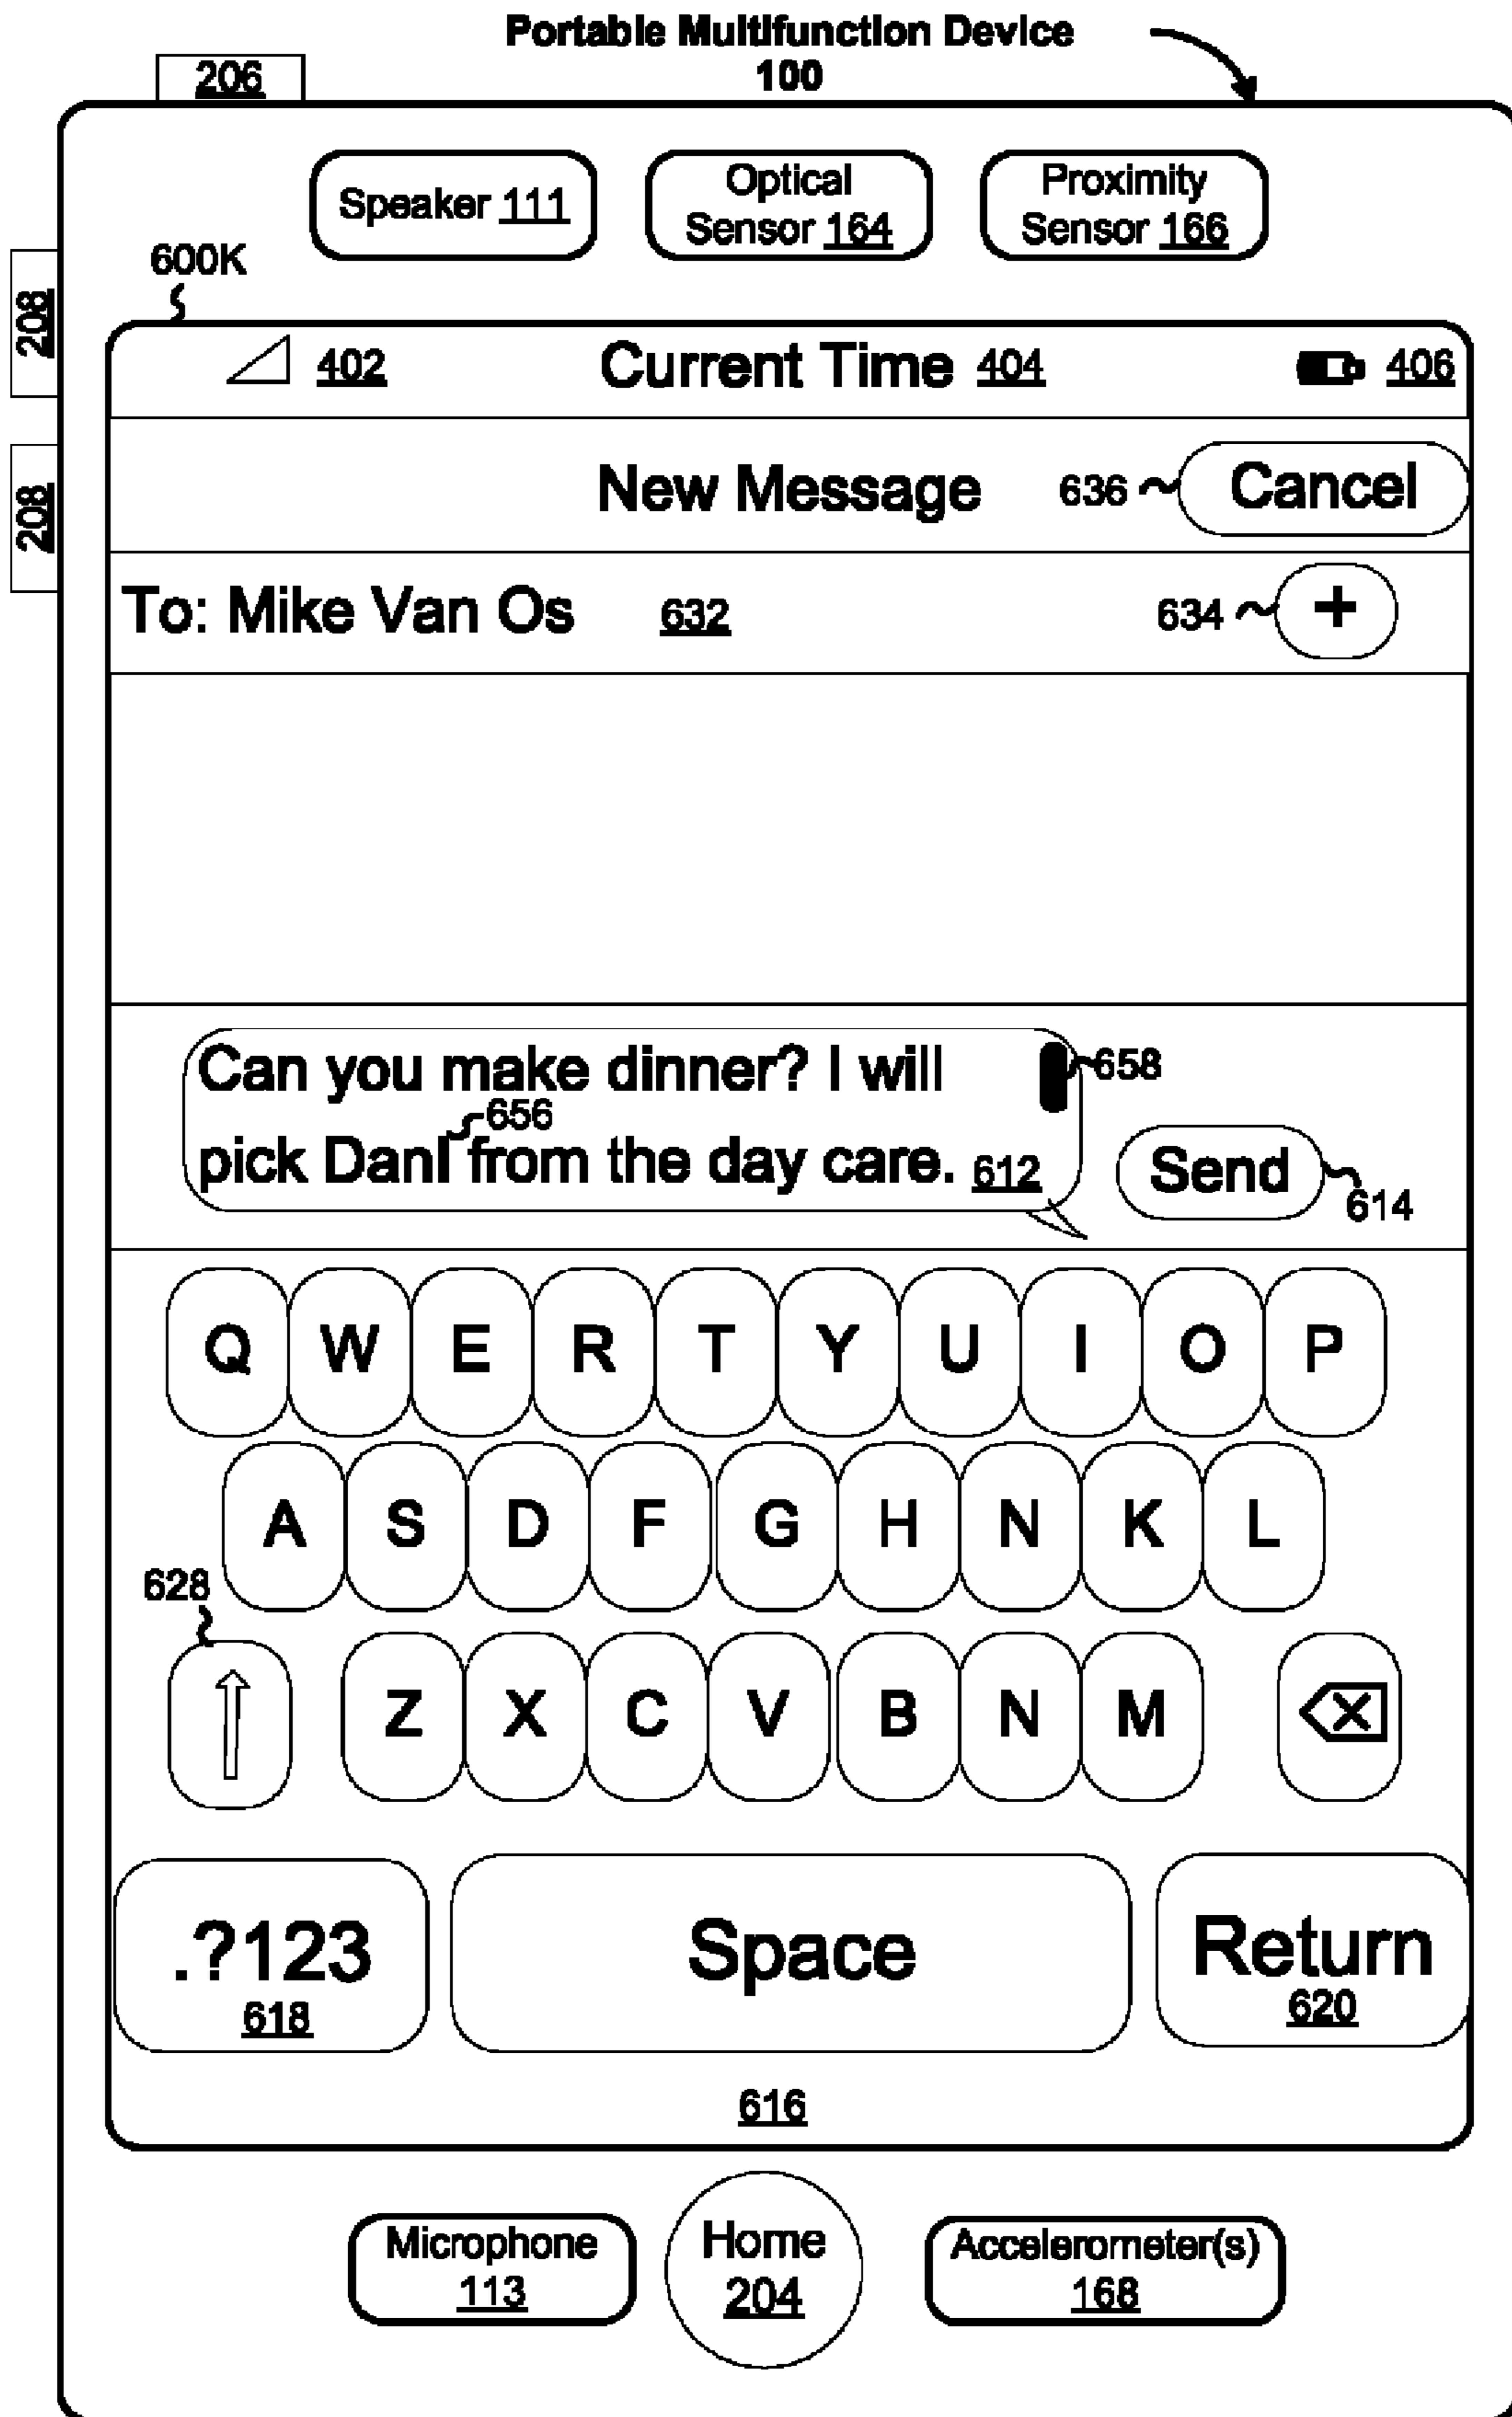 Portable Multifunction Device
100
206
Speaker 111
Optical
Sensor 164
Proximity
Sensor 166
600K
208
208
402
Current Time 404
406
New Message
636
Cancel
To: Mike Van Os 632
634
+
Can you make dinner? I will
658
656
pick DanI from the day care. 612
Send
614
Q W E R T Y U I O P
A S D F G H N K L
628
Z X C V B N M
.?123
618
Space
Return
620
616
Microphone
113
Home
204
Accelerometer(s)
168